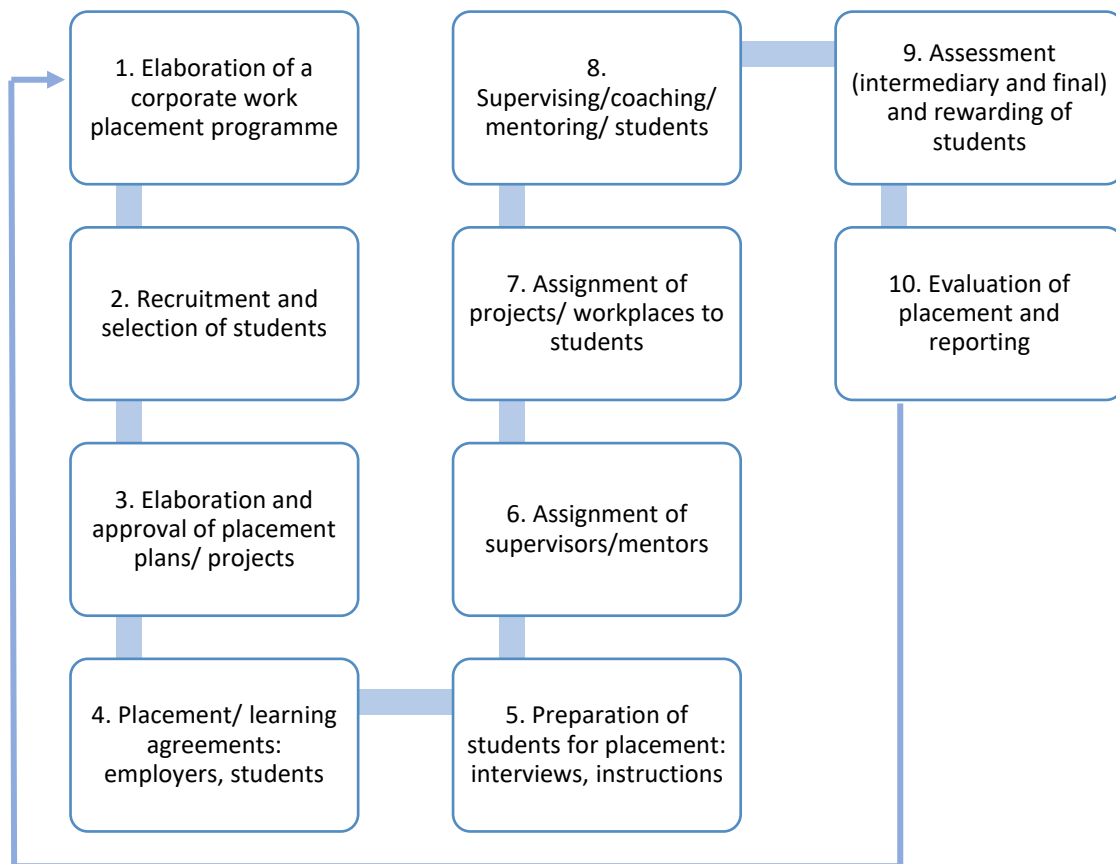 1. Elaboration of a
corporate work
placement programme
2. Recruitment and
selection of students
3. Elaboration and
approval of placement
plans/ projects
4. Placement/ learning
agreements:
employers, students
5. Preparation of
students for placement:
interviews, instructions
6. Assignment of
supervisors/mentors
7. Assignment of
projects/ workplaces to
students
8.
Supervising/coaching/
mentoring/ students
9. Assessment
(intermediary and final)
and rewarding of
students
10. Evaluation of
placement and
reporting